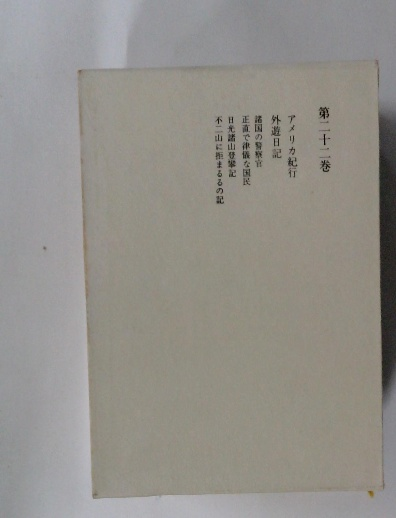 第二十二巻
アメリカ紀行
外遊日記
諸国の警察官
正直で律儀な国民
日光諸山登攀記
不二山に拒まるるの記